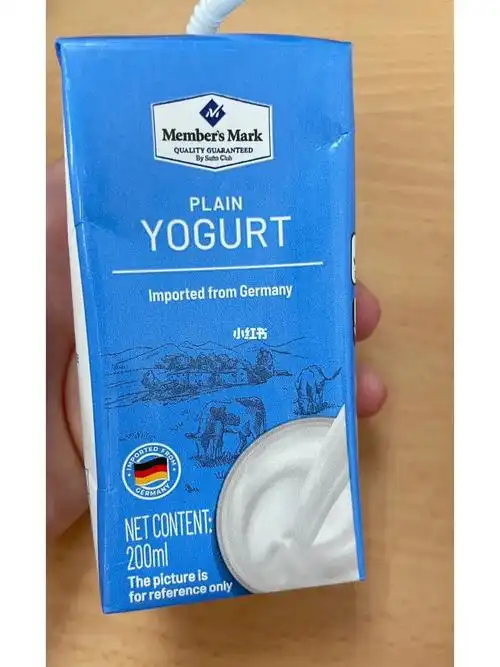 Member's Mark
QUALITY GUARANTEED
By Sam's Club
PLAIN
YOGURT
Imported from Germany
小红书
IMPORTED FROM
GERMANY
NET CONTENT:
200ml
The picture is
for reference only